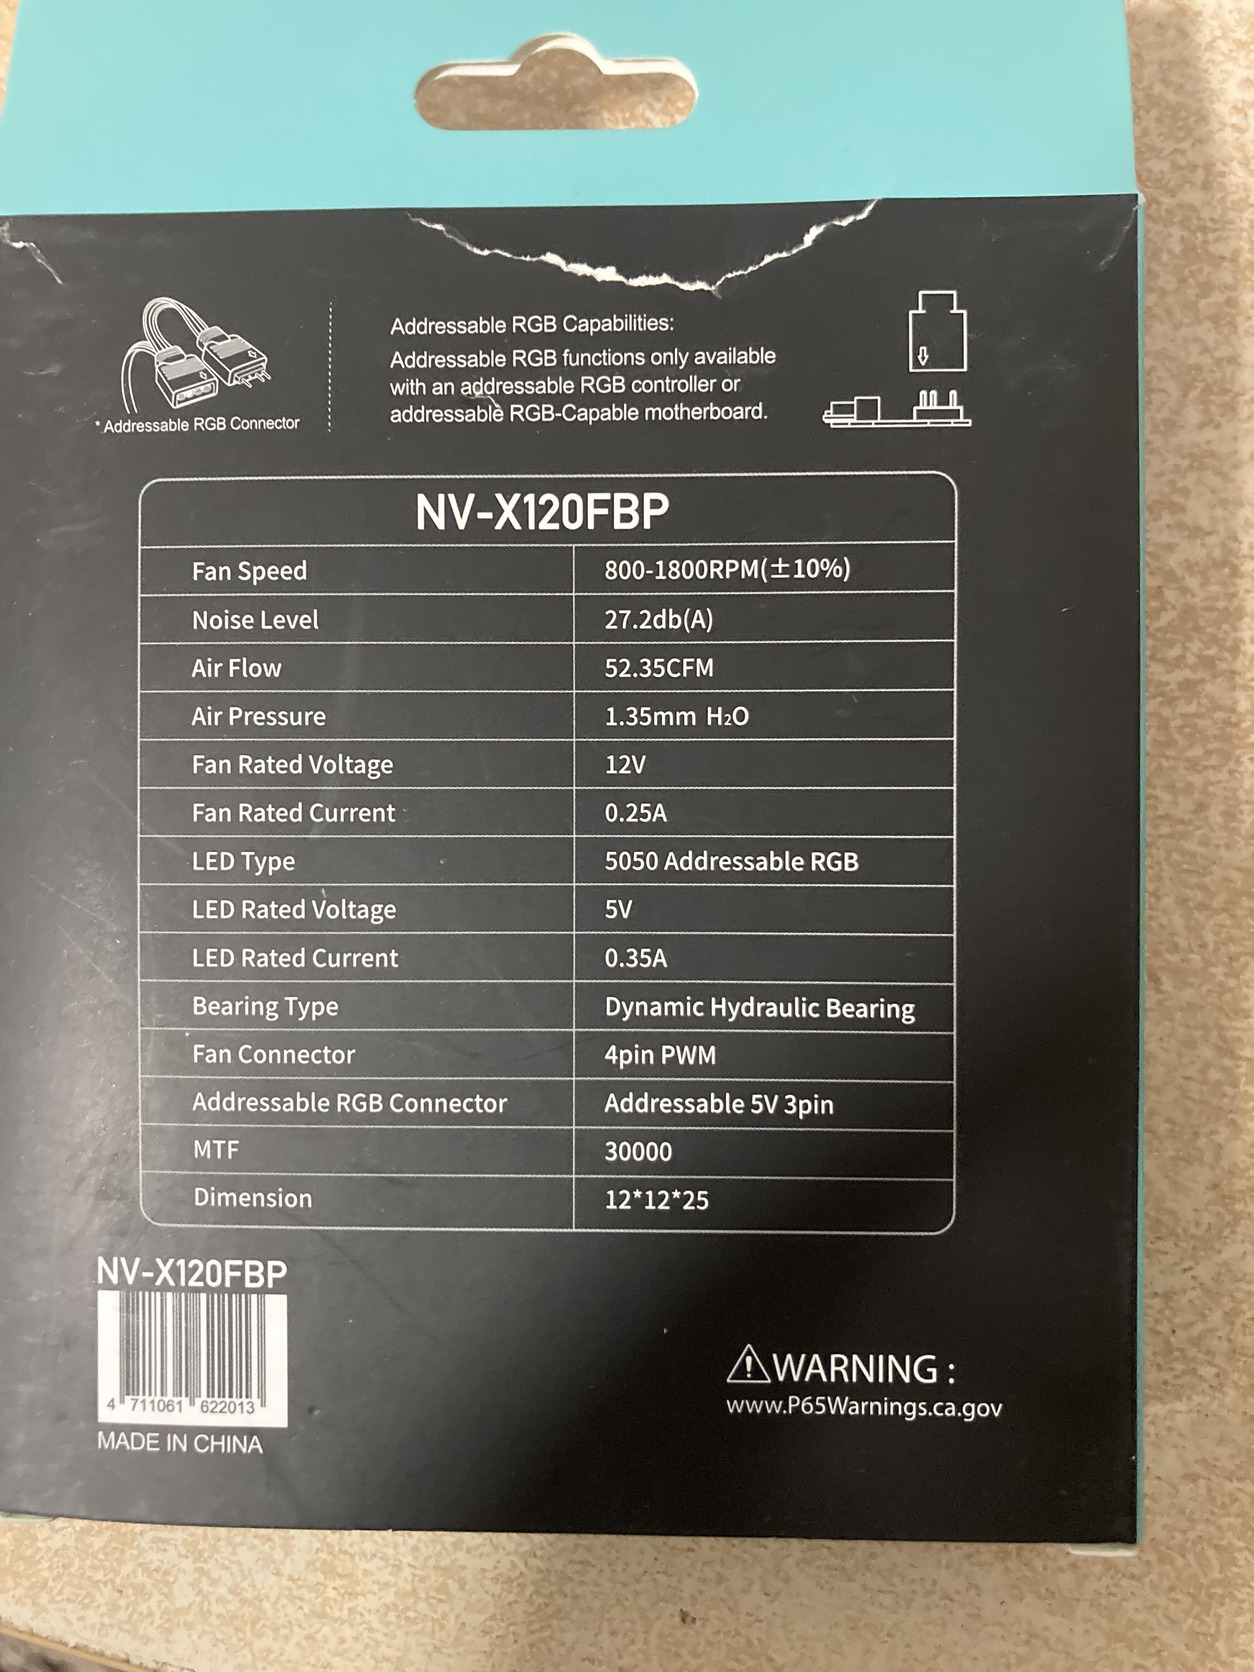 Addressable RGB Capabilities:
Addressable RGB functions only available
with an addressable RGB controller or
addressable RGB-Capable motherboard.
*Addressable RGB Connector
NV-X120FBP
Fan Speed 800-1800RPM(±10%)
Noise Level 27.2db(A)
Air Flow 52.35CFM
Air Pressure 1.35mm H₂O
Fan Rated Voltage 12V
Fan Rated Current 0.25A
LED Type 5050 Addressable RGB
LED Rated Voltage 5V
LED Rated Current 0.35A
Bearing Type Dynamic Hydraulic Bearing
Fan Connector 4pin PWM
Addressable RGB Connector Addressable 5V 3pin
MTF 30000
Dimension 12*12*25
NV-X120FBP
4 711061 622013
MADE IN CHINA
⚠WARNING :
www.P65Warnings.ca.gov